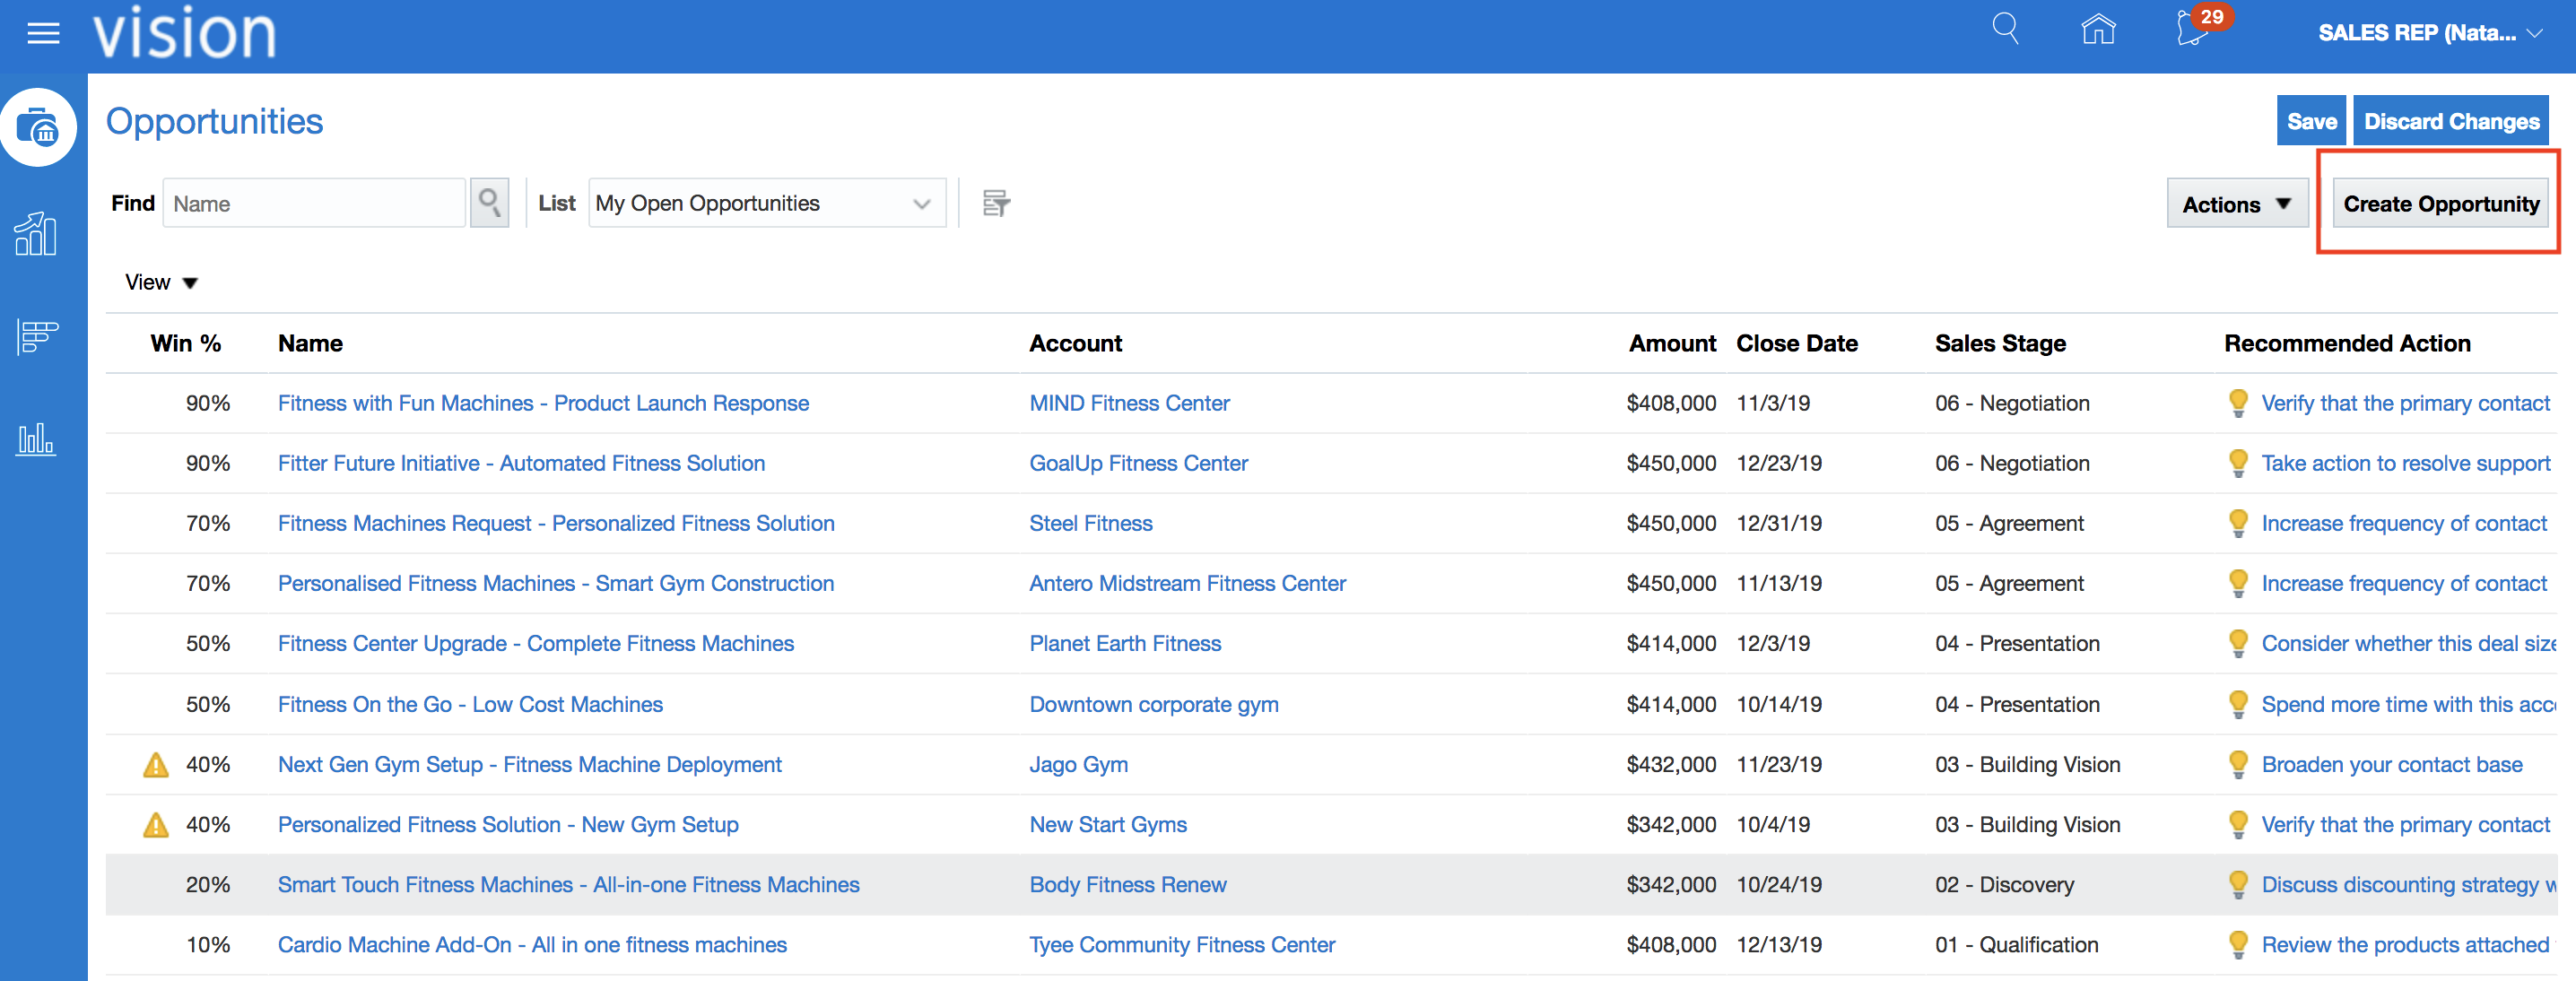 vision
29
SALES REP (Nata...
Opportunities
Save Discard Changes
Find Name List My Open Opportunities Actions Create Opportunity
View
Win % Name Account Amount Close Date Sales Stage Recommended Action
90% Fitness with Fun Machines - Product Launch Response MIND Fitness Center $408,000 11/3/19 06 - Negotiation Verify that the primary contact
90% Fitter Future Initiative - Automated Fitness Solution GoalUp Fitness Center $450,000 12/23/19 06 - Negotiation Take action to resolve support
70% Fitness Machines Request - Personalized Fitness Solution Steel Fitness $450,000 12/31/19 05 - Agreement Increase frequency of contact
70% Personalised Fitness Machines - Smart Gym Construction Antero Midstream Fitness Center $450,000 11/13/19 05 - Agreement Increase frequency of contact
50% Fitness Center Upgrade - Complete Fitness Machines Planet Earth Fitness $414,000 12/3/19 04 - Presentation Consider whether this deal size
50% Fitness On the Go - Low Cost Machines Downtown corporate gym $414,000 10/14/19 04 - Presentation Spend more time with this acc
40% Next Gen Gym Setup - Fitness Machine Deployment Jago Gym $432,000 11/23/19 03 - Building Vision Broaden your contact base
40% Personalized Fitness Solution - New Gym Setup New Start Gyms $342,000 10/4/19 03 - Building Vision Verify that the primary contact
20% Smart Touch Fitness Machines - All-in-one Fitness Machines Body Fitness Renew $342,000 10/24/19 02 - Discovery Discuss discounting strategy w
10% Cardio Machine Add-On - All in one fitness machines Tyee Community Fitness Center $408,000 12/13/19 01 - Qualification Review the products attached